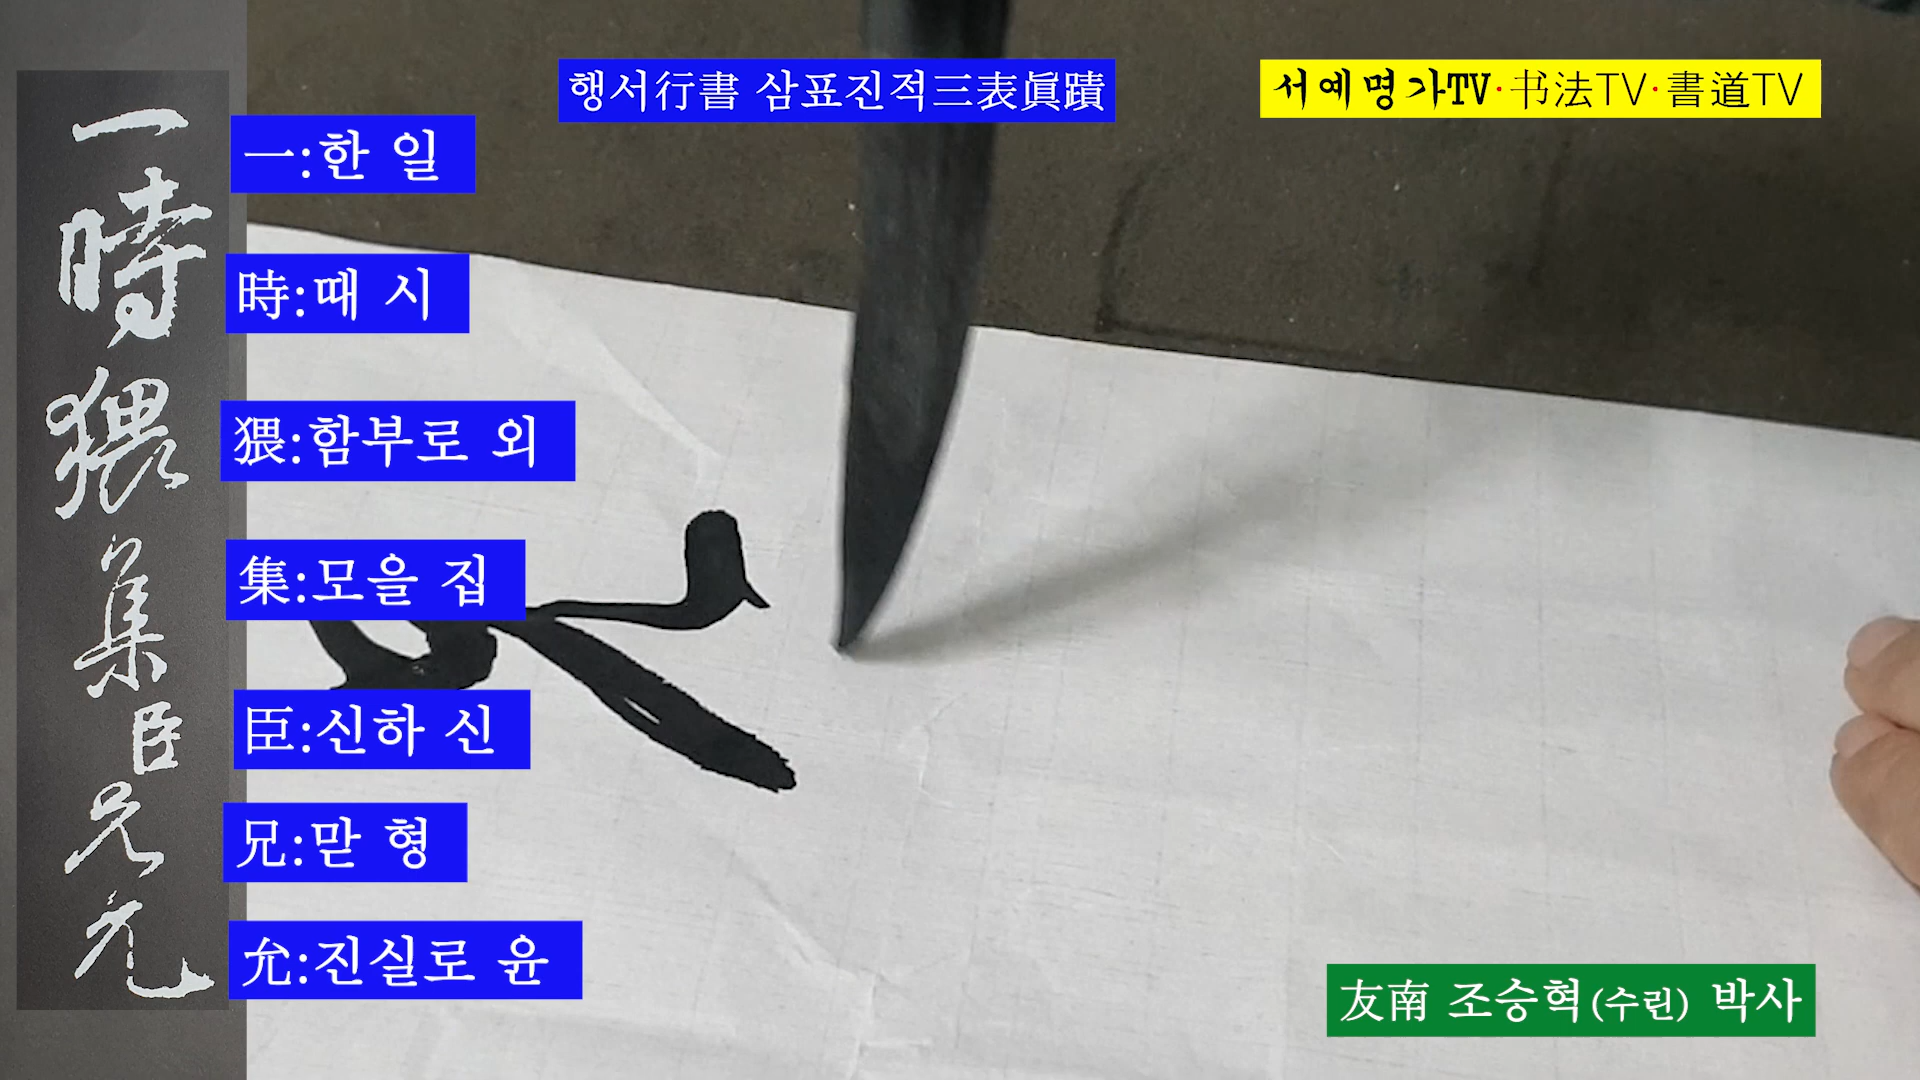 행서行書 삼표진적三表眞蹟
서예명가TV·书法TV·書道TV
一時猥集臣兄允
一:한 일
時:때 시
猥:함부로 외
集:모을 집
臣:신하 신
兄:맏 형
允:진실로 윤
友南 조승혁(수린) 박사